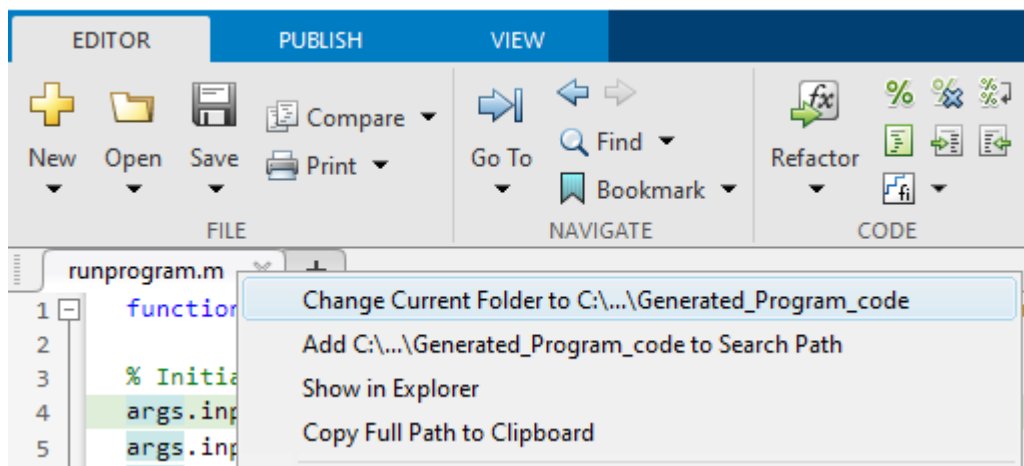 EDITOR PUBLISH VIEW
New Open Save Compare Print
Go To Find Bookmark
Refactor
FILE NAVIGATE CODE
runprogram.m
Change Current Folder to C:\...\Generated_Program_code
Add C:\...\Generated_Program_code to Search Path
Show in Explorer
Copy Full Path to Clipboard
1
2
3 % Initia
4 args.inp
5 args.inp